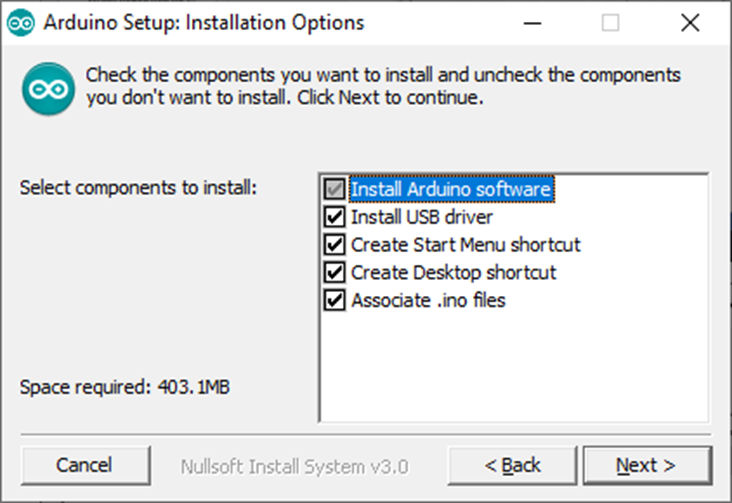 Arduino Setup: Installation Options
Check the components you want to install and uncheck the components
you don't want to install. Click Next to continue.
Select components to install:
Install Arduino software
Install USB driver
Create Start Menu shortcut
Create Desktop shortcut
Associate .ino files
Space required: 403.1MB
Cancel
Nullsoft Install System v3.0
< Back
Next >